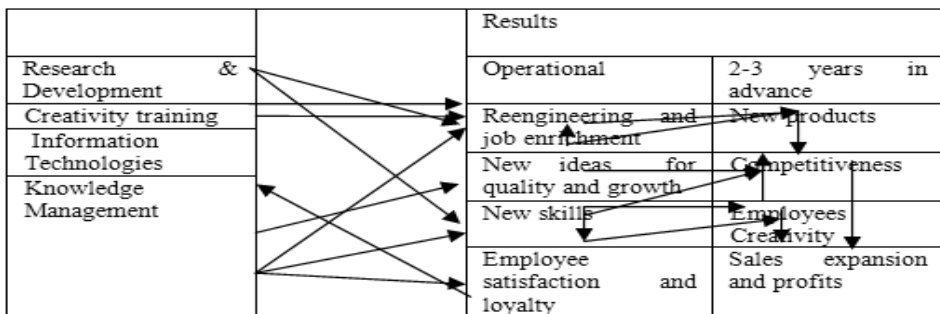 Results
Research &
Development
Operational
2-3 years in
advance
Creativity training
Reengineering and
job enrichment
New products
Information
Technologies
New ideas for
quality and growth
Competitiveness
Knowledge
Management
New skills
Employees
Creativity
Employee
satisfaction and
loyalty
Sales expansion
and profits